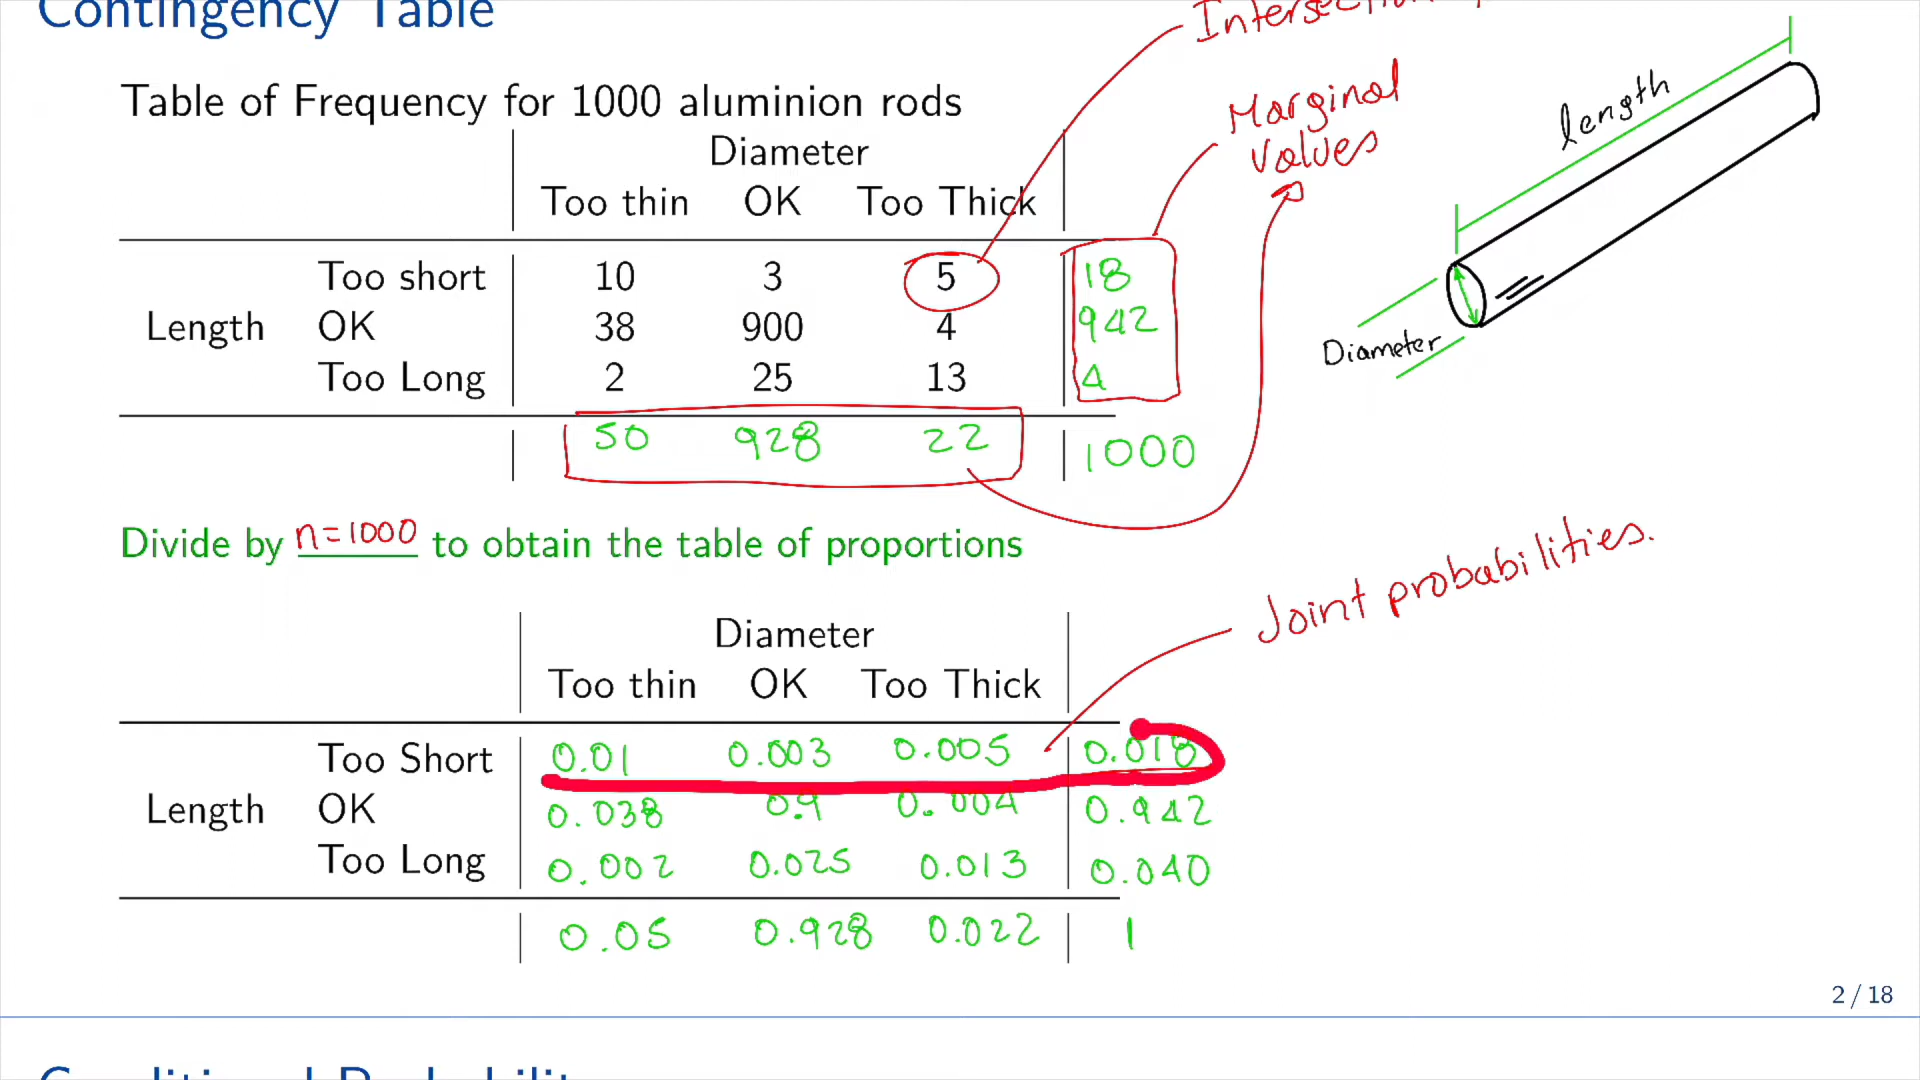 Contingency Table
Intersection
Table of Frequency for 1000 aluminion rods
Marginal
values
length
Diameter
Too thin OK Too Thick
Too short 10 3 5 18
Length OK 38 900 4 942
Too Long 2 25 13 4
50 928 22 1000
Diameter
Divide by n=1000 to obtain the table of proportions
Joint probabilities.
Diameter
Too thin OK Too Thick
Too Short 0.01 0.003 0.005 0.018
Length OK 0.038 0.9 0.004 0.942
Too Long 0.002 0.025 0.013 0.040
0.05 0.928 0.022 1
2 / 18